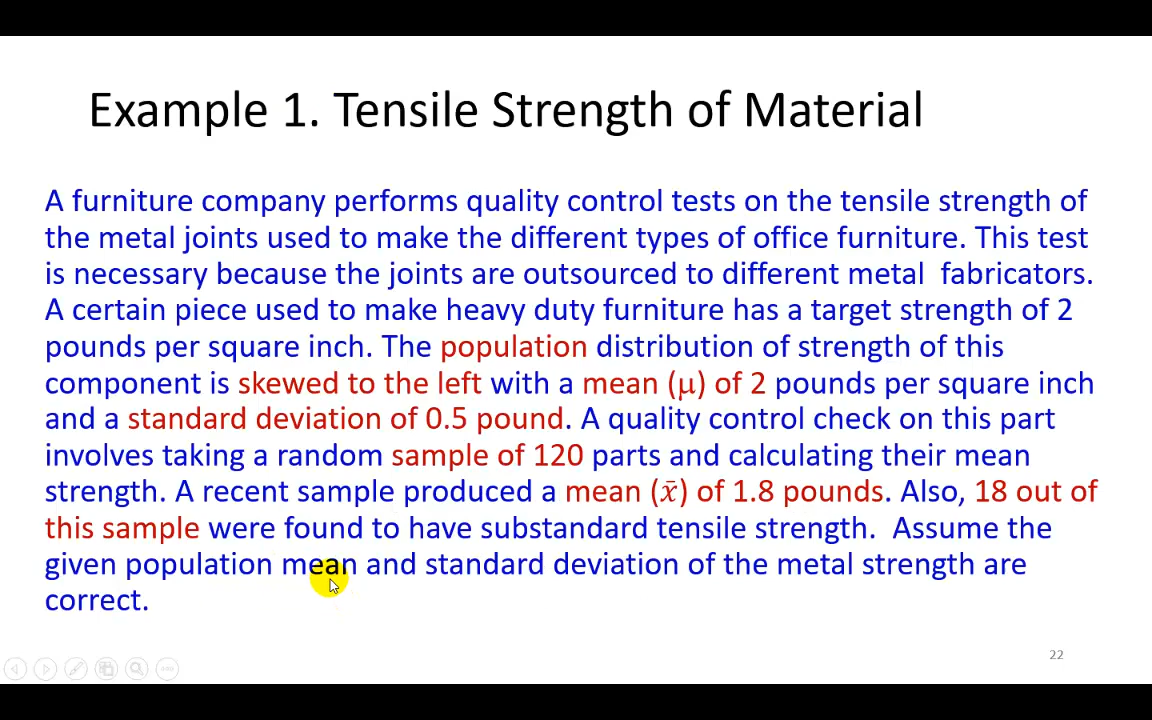 Example 1. Tensile Strength of Material
A furniture company performs quality control tests on the tensile strength of
the metal joints used to make the different types of office furniture. This test
is necessary because the joints are outsourced to different metal  fabricators.
A certain piece used to make heavy duty furniture has a target strength of 2
pounds per square inch. The population distribution of strength of this
component is skewed to the left with a mean (μ) of 2 pounds per square inch
and a standard deviation of 0.5 pound. A quality control check on this part
involves taking a random sample of 120 parts and calculating their mean
strength. A recent sample produced a mean (x̄) of 1.8 pounds. Also, 18 out of
this sample were found to have substandard tensile strength.  Assume the
given population mean and standard deviation of the metal strength are
correct.
22